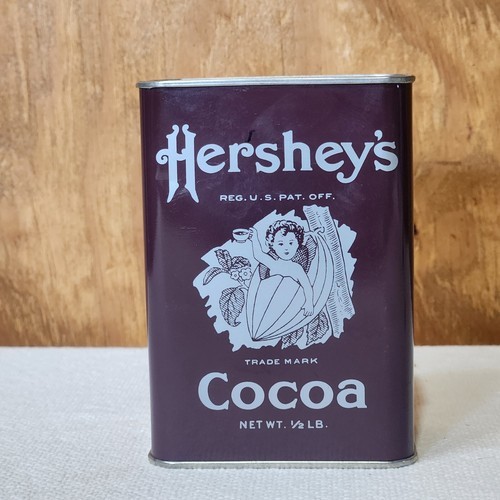 Hershey's
REG. U.S. PAT. OFF.
TRADE MARK
Cocoa
NET WT. ½ LB.